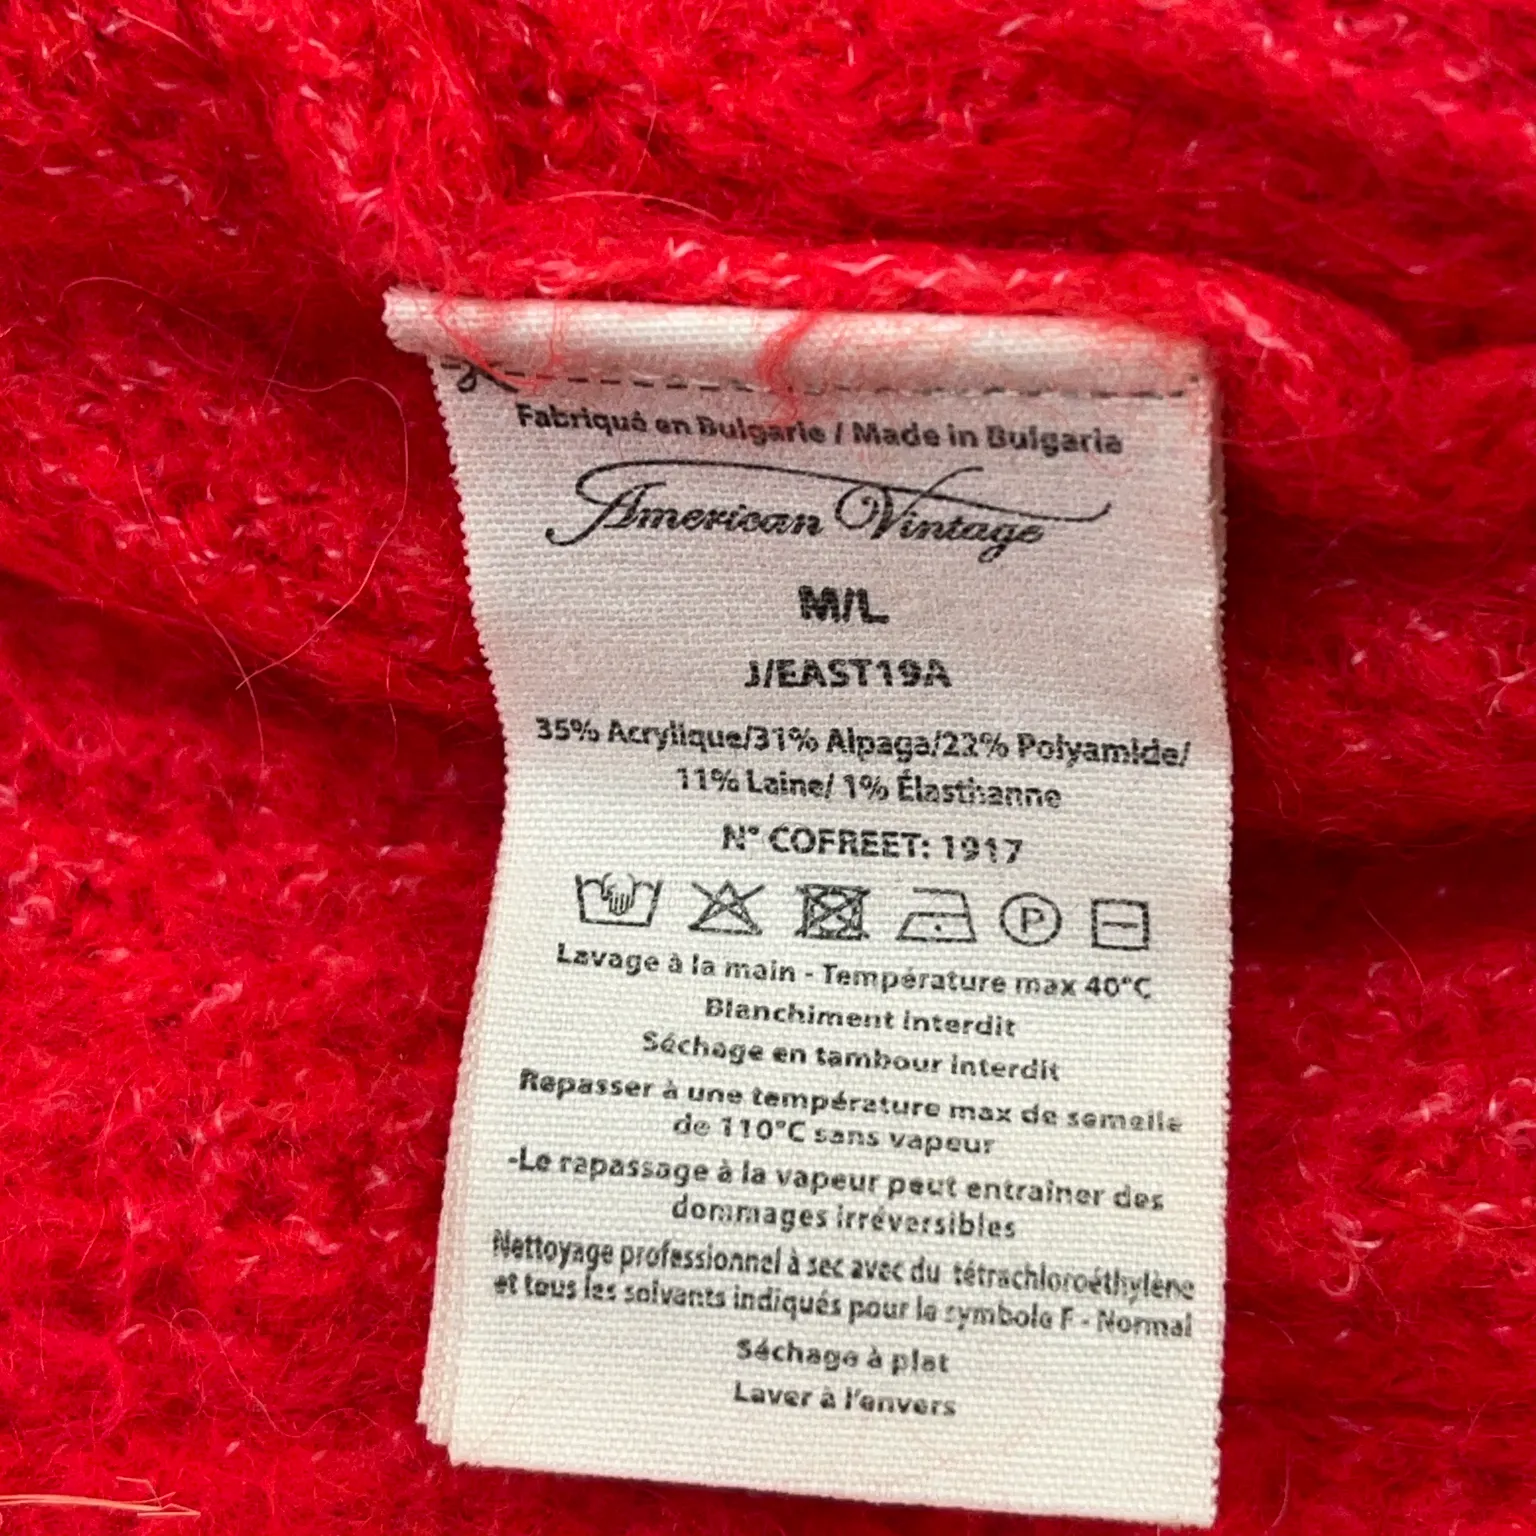 Fabriqué en Bulgarie / Made in Bulgaria
American Vintage
M/L
J/EAST19A
35% Acrylique/31% Alpaga/22% Polyamide/
11% Laine/ 1% Élasthanne
N° COFREET: 1917
P
Lavage à la main - Température max 40°C
Blanchiment interdit
Séchage en tambour interdit
Repasser à une température max de semelle
de 110°C sans vapeur
-Le rapassage à la vapeur peut entraîner des
dommages irréversibles
Nettoyage professionnel à sec avec du tétrachloroéthylène
et tous les solvants indiqués pour le symbole F - Normal
Séchage à plat
Laver à l'envers